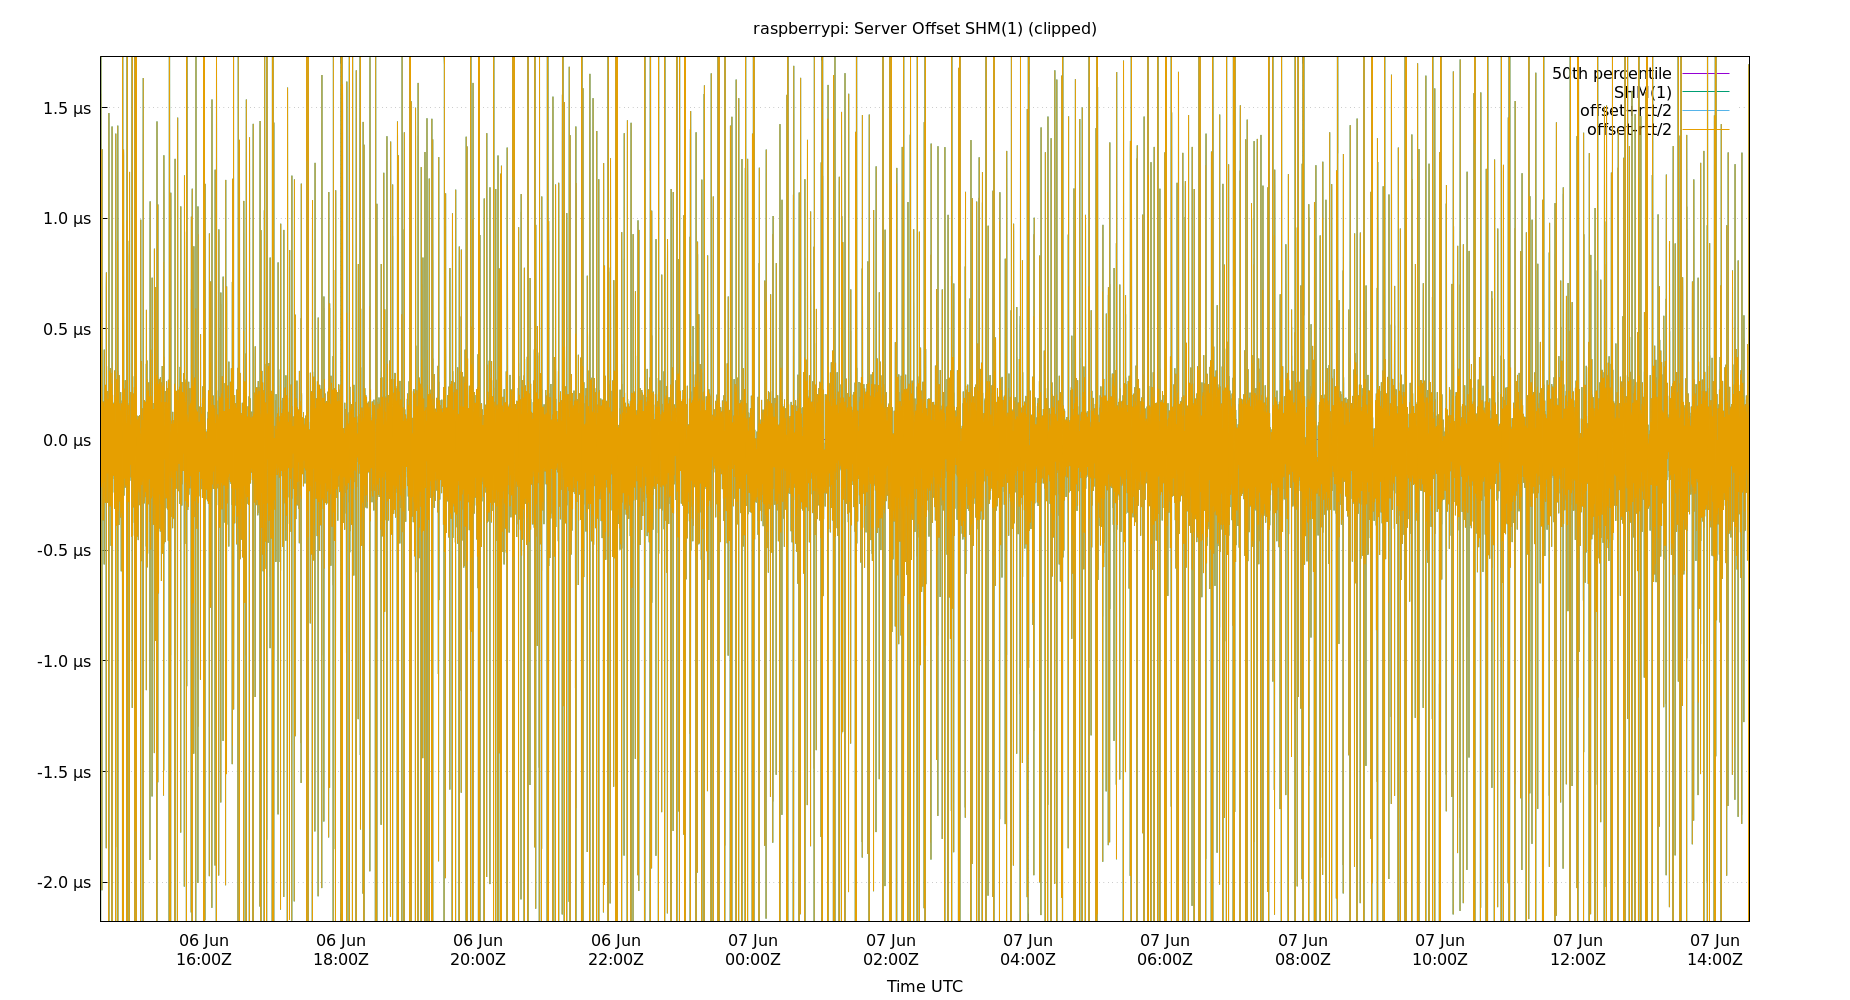 raspberrypi: Server Offset SHM(1) (clipped)
50th percentile
SHM(1)
offset+rtt/2
offset-rtt/2
1.5 µs
1.0 µs
0.5 µs
0.0 µs
-0.5 µs
-1.0 µs
-1.5 µs
-2.0 µs
06 Jun 06 Jun 06 Jun 06 Jun 07 Jun 07 Jun 07 Jun 07 Jun 07 Jun 07 Jun 07 Jun 07 Jun
16:00Z 18:00Z 20:00Z 22:00Z 00:00Z 02:00Z 04:00Z 06:00Z 08:00Z 10:00Z 12:00Z 14:00Z
Time UTC